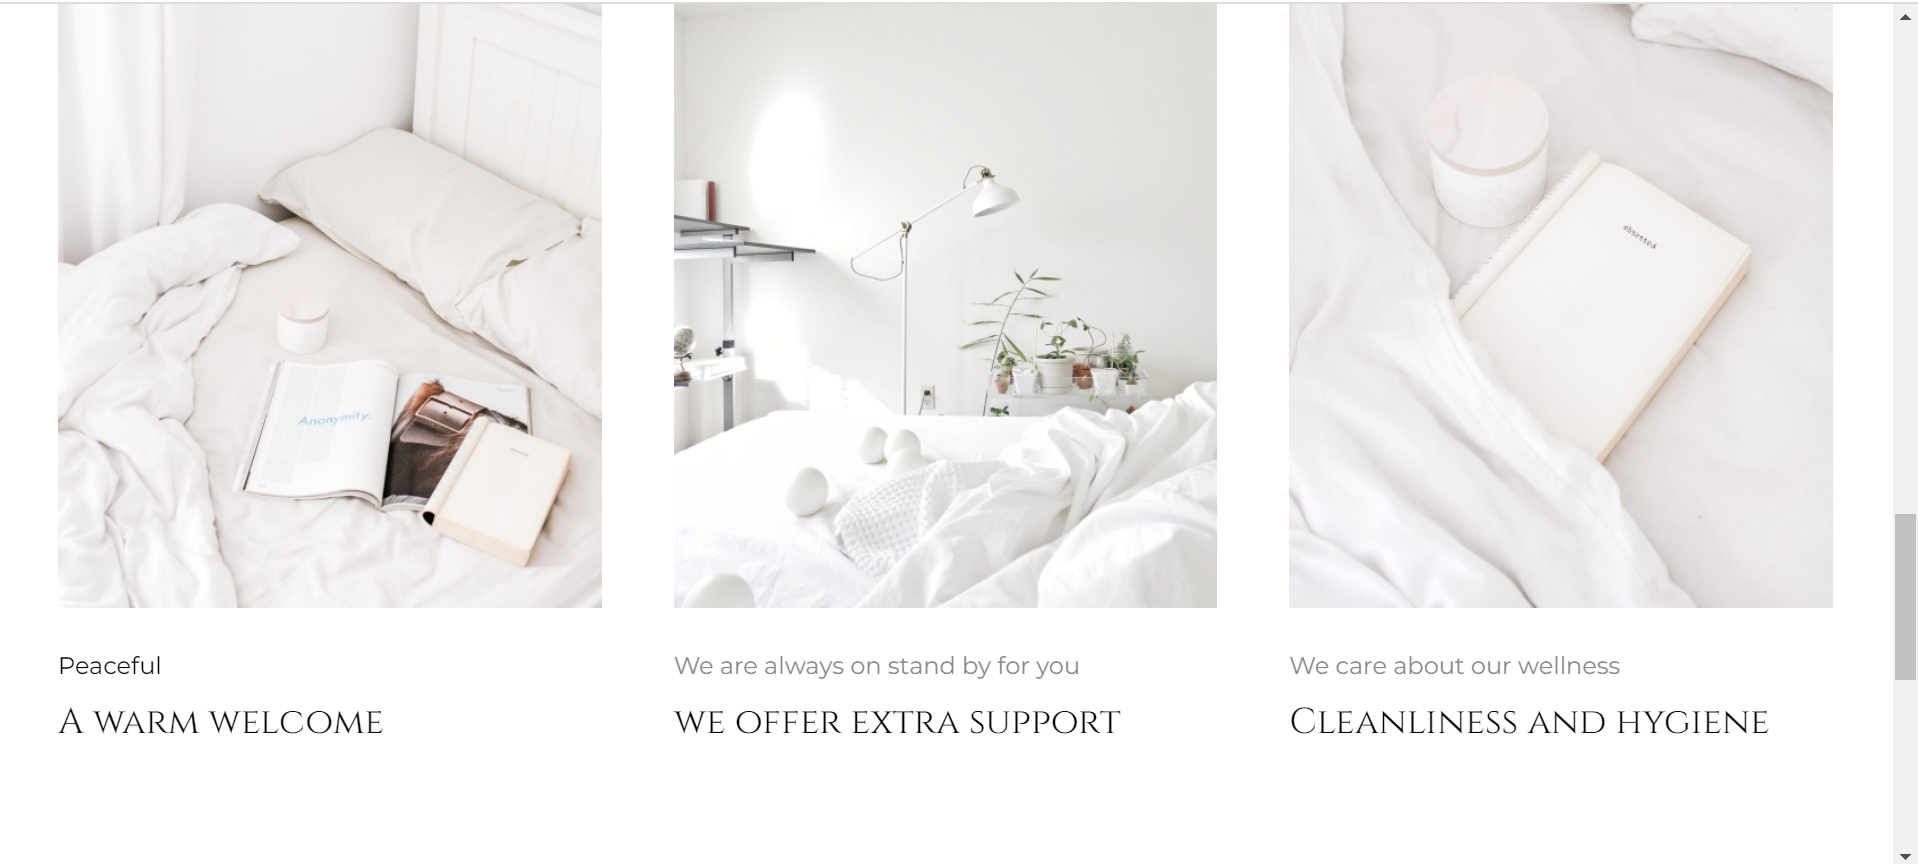 Anonymity.
obsessed
Peaceful
We are always on stand by for you
We care about our wellness
A WARM WELCOME
WE OFFER EXTRA SUPPORT
CLEANLINESS AND HYGIENE